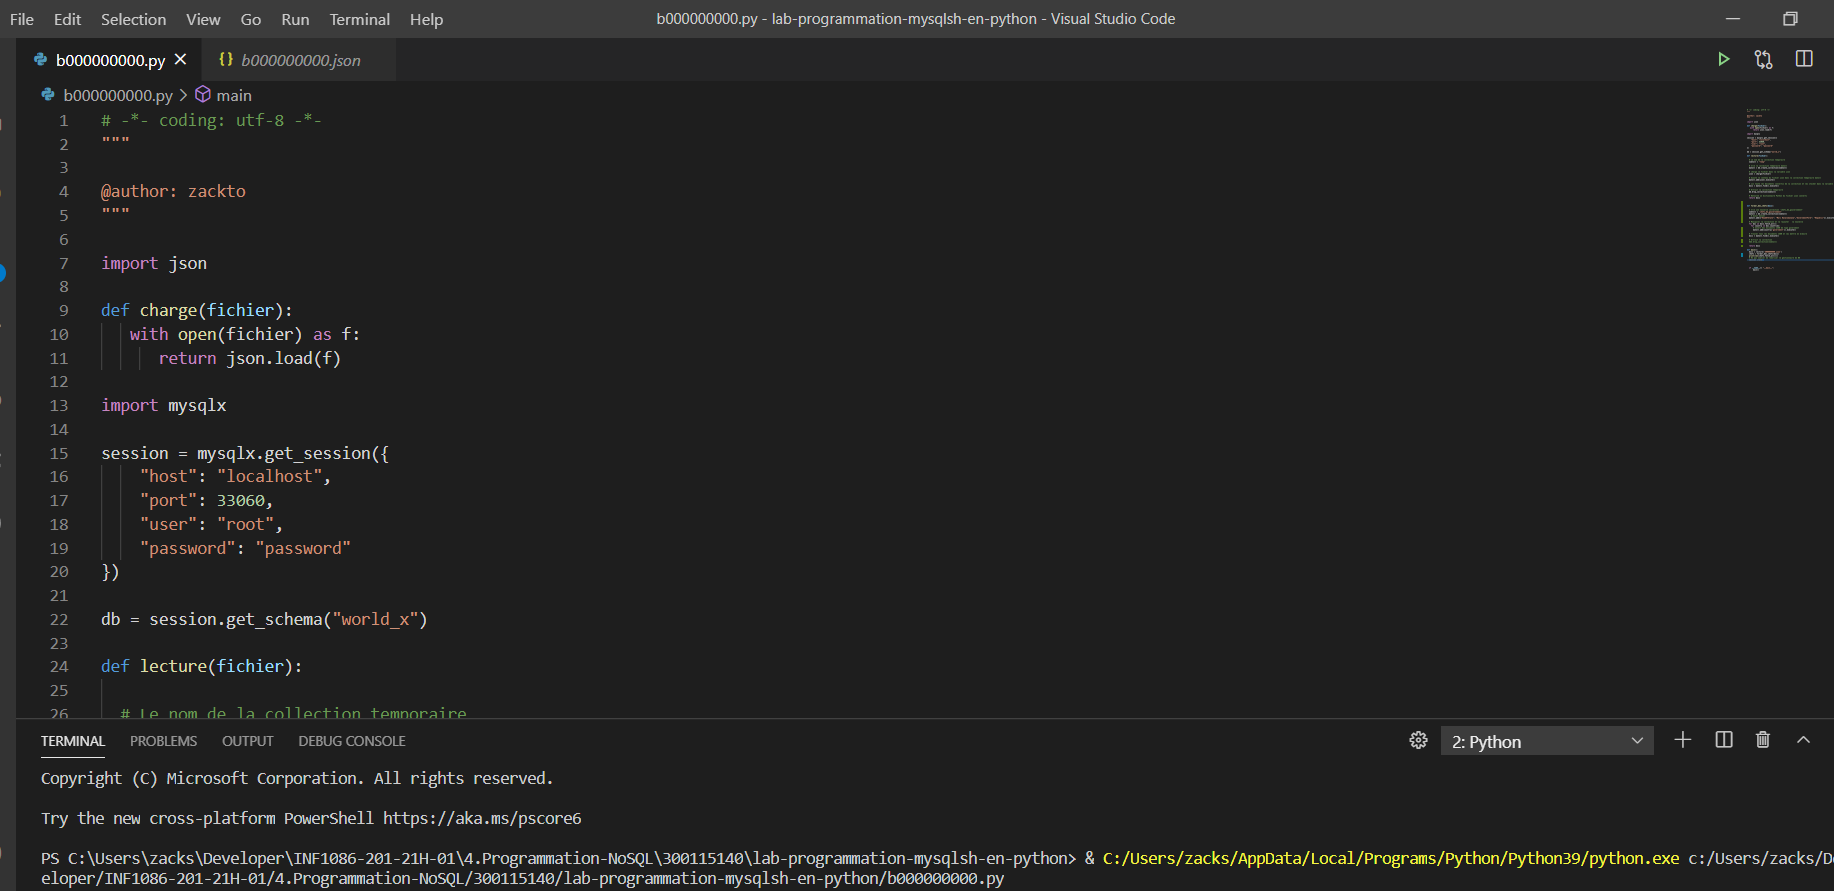 File Edit Selection View Go Run Terminal Help b000000000.py - lab-programmation-mysqlsh-en-python - Visual Studio Code
b000000000.py {} b000000000.json
b000000000.py > main
1 # -*- coding: utf-8 -*-
2 """
3
4 @author: zackto
5 """
6
7 import json
8
9 def charge(fichier):
10 with open(fichier) as f:
11 return json.load(f)
12
13 import mysqlx
14
15 session = mysqlx.get_session({
16 "host": "localhost",
17 "port": 33060,
18 "user": "root",
19 "password": "password"
20 })
21
22 db = session.get_schema("world_x")
23
24 def lecture(fichier):
25
26 # Le nom de la collection temporaire
TERMINAL PROBLEMS OUTPUT DEBUG CONSOLE 2: Python
Copyright (C) Microsoft Corporation. All rights reserved.
Try the new cross-platform PowerShell https://aka.ms/pscore6
PS C:\Users\zacks\Developer\INF1086-201-21H-01\4.Programmation-NoSQL\300115140\lab-programmation-mysqlsh-en-python> & C:/Users/zacks/AppData/Local/Programs/Python/Python39/python.exe c:/Users/zacks/De
eloper/INF1086-201-21H-01/4.Programmation-NoSQL/300115140/lab-programmation-mysqlsh-en-python/b000000000.py